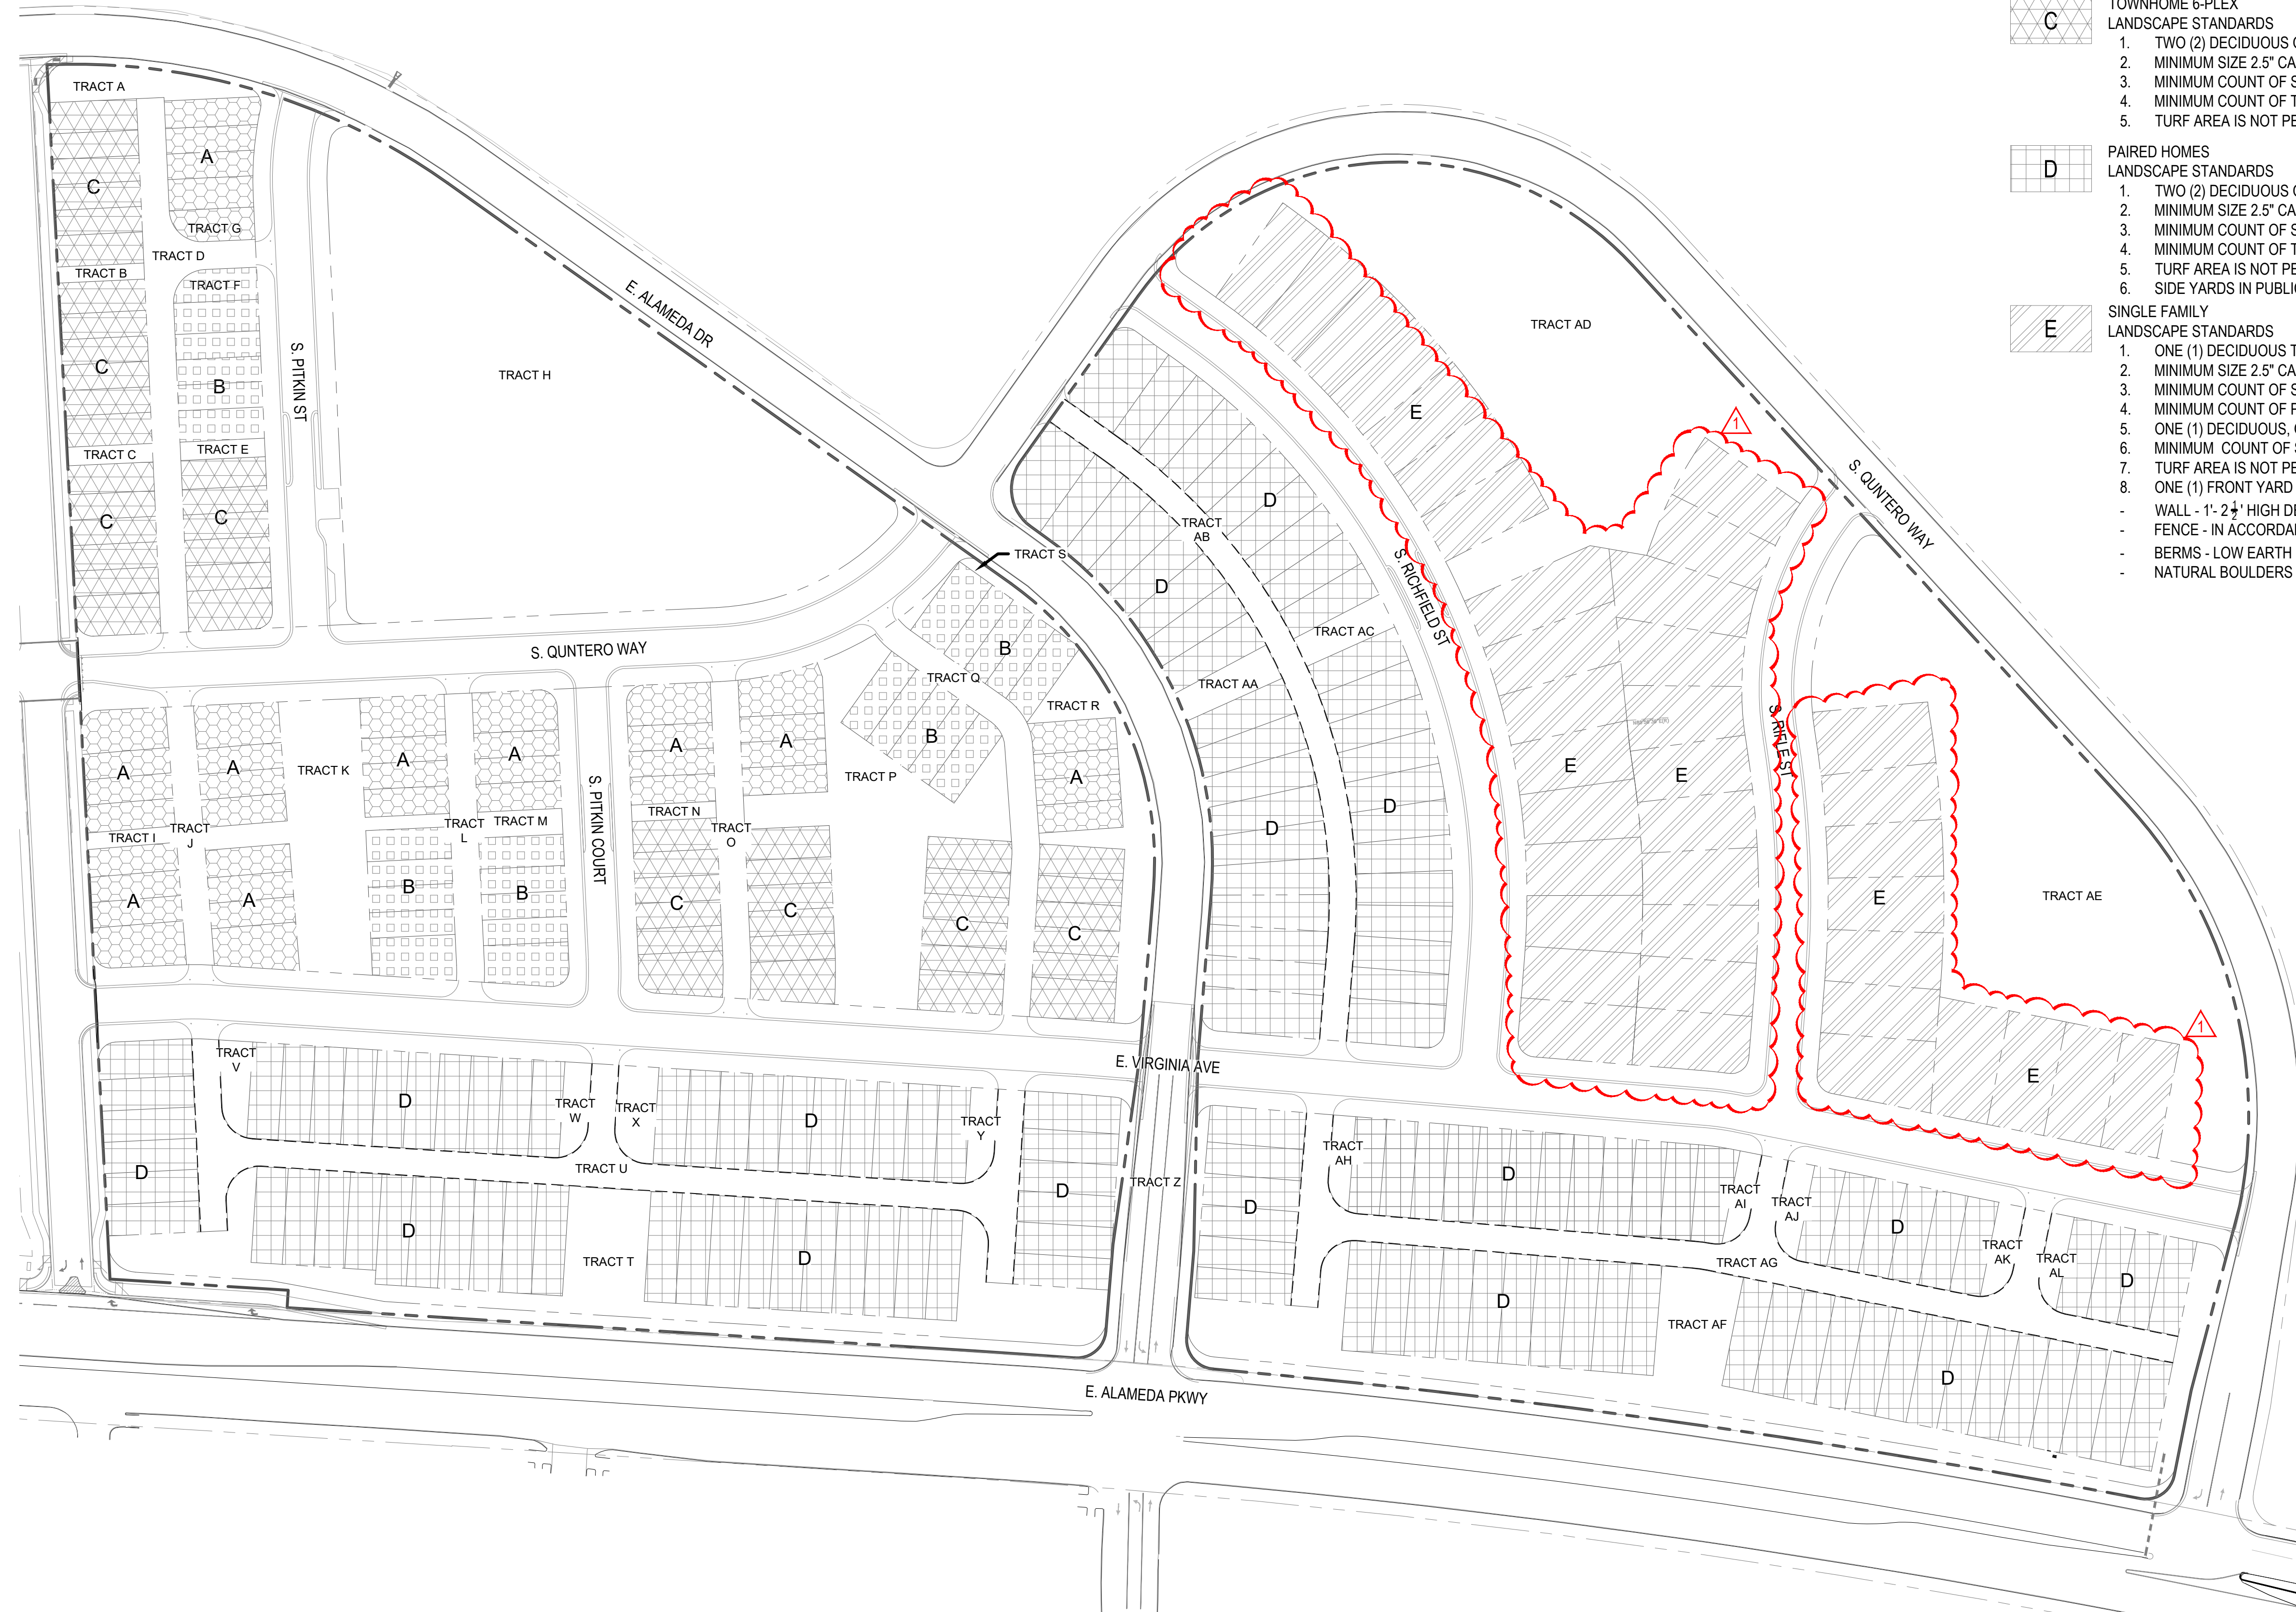 TOWNHOME 6-PLEX
C
LANDSCAPE STANDARDS
1. TWO (2) DECIDUOUS
2. MINIMUM SIZE 2.5" CA
3. MINIMUM COUNT OF S
4. MINIMUM COUNT OF T
5. TURF AREA IS NOT PE
PAIRED HOMES
D
LANDSCAPE STANDARDS
1. TWO (2) DECIDUOUS
2. MINIMUM SIZE 2.5" CA
3. MINIMUM COUNT OF S
4. MINIMUM COUNT OF T
5. TURF AREA IS NOT PE
6. SIDE YARDS IN PUBLI
SINGLE FAMILY
E
LANDSCAPE STANDARDS
1. ONE (1) DECIDUOUS T
2. MINIMUM SIZE 2.5" CA
3. MINIMUM COUNT OF S
4. MINIMUM COUNT OF
5. ONE (1) DECIDUOUS,
6. MINIMUM COUNT OF
7. TURF AREA IS NOT PE
8. ONE (1) FRONT YARD
- WALL - 1'- 2 1/2' HIGH DE
- FENCE - IN ACCORDA
- BERMS - LOW EARTH
- NATURAL BOULDERS
TRACT A
A
C
TRACT G
TRACT D
TRACT B
TRACT F
E. ALAMEDA DR
TRACT AD
S. PITKIN ST
TRACT H
C
B
E
1
TRACT C
TRACT E
S. QUNTERO WAY
C
C
D
TRACT
AB
TRACT S
D
S. RICHFIELD ST
TRACT AC
S. QUNTERO WAY
B
TRACT Q
TRACT AA
TRACT R
S. RIFLE ST
A
A
TRACT K
A
A
A
A
B
TRACT P
A
E
E
S. PITKIN COURT
TRACT I
TRACT
J
TRACT
L
TRACT M
TRACT N
TRACT
O
D
D
A
A
B
B
C
C
C
C
E
TRACT AE
1
E. VIRGINIA AVE
TRACT
V
D
TRACT
W
TRACT
X
D
TRACT
Y
E
D
TRACT U
D
TRACT Z
D
TRACT
AH
D
TRACT
AI
TRACT
AJ
D
TRACT
AK
TRACT
AL
D
D
TRACT T
D
D
TRACT AG
TRACT AF
D
E. ALAMEDA PKWY